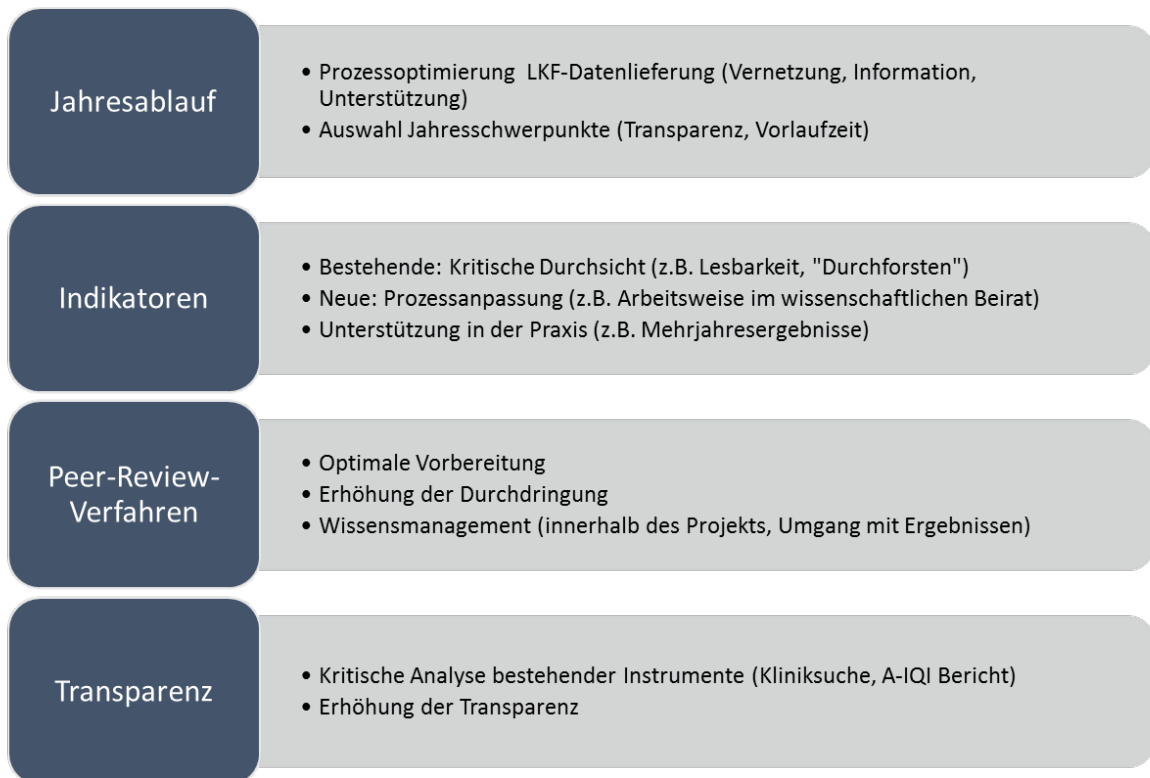 Jahresablauf
• Prozessoptimierung LKF-Datenlieferung (Vernetzung, Information,
Unterstützung)
• Auswahl Jahresschwerpunkte (Transparenz, Vorlaufzeit)
Indikatoren
• Bestehende: Kritische Durchsicht (z.B. Lesbarkeit, "Durchforsten")
• Neue: Prozessanpassung (z.B. Arbeitsweise im wissenschaftlichen Beirat)
• Unterstützung in der Praxis (z.B. Mehrjahresergebnisse)
Peer-Review-
Verfahren
• Optimale Vorbereitung
• Erhöhung der Durchdringung
• Wissensmanagement (innerhalb des Projekts, Umgang mit Ergebnissen)
Transparenz
• Kritische Analyse bestehender Instrumente (Kliniksuche, A-IQI Bericht)
• Erhöhung der Transparenz